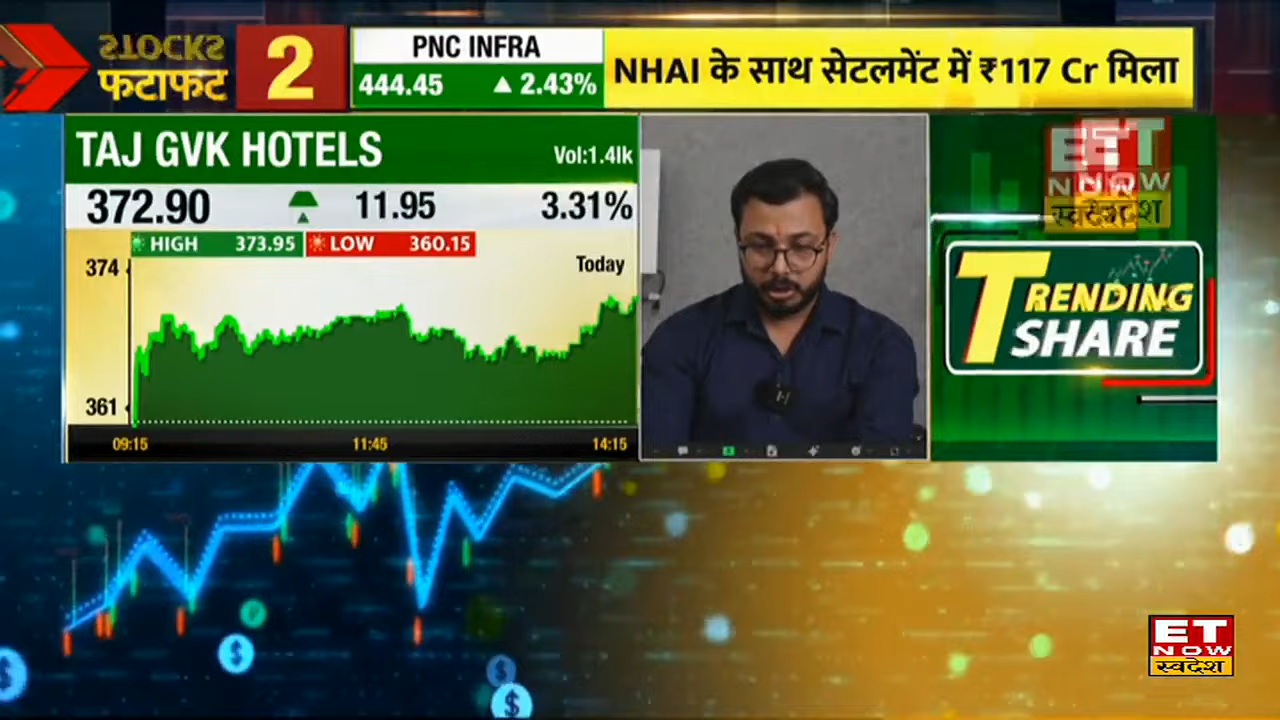 STOCKS
फटाफट
2
PNC INFRA
444.45 ▲ 2.43%
NHAI के साथ सेटलमेंट में ₹117 Cr मिला
TAJ GVK HOTELS
Vol:1.4lk
372.90 11.95 3.31%
HIGH 373.95 LOW 360.15
374
Today
361
09:15 11:45 14:15
ET
NOW
स्वदेश
TRENDING
SHARE
ET
NOW
स्वदेश